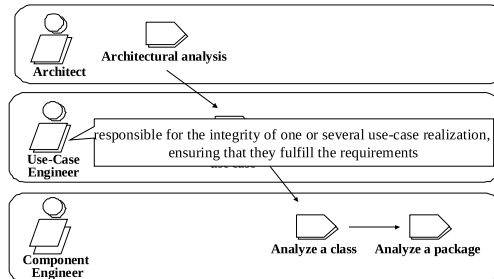 Architectural analysis
Architect
responsible for the integrity of one or several use-case realization,
ensuring that they fulfill the requirements
Use-Case
Engineer
Analyze a class
Analyze a package
Component
Engineer